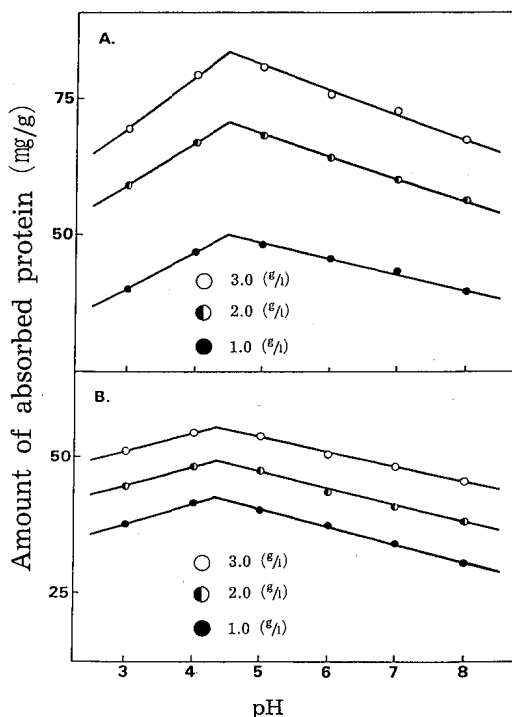 A.
75
50
3.0 (g/l)
2.0 (g/l)
1.0 (g/l)
B.
50
25
3.0 (g/l)
2.0 (g/l)
1.0 (g/l)
3 4 5 6 7 8
pH
Amount of absorbed protein (mg/g)